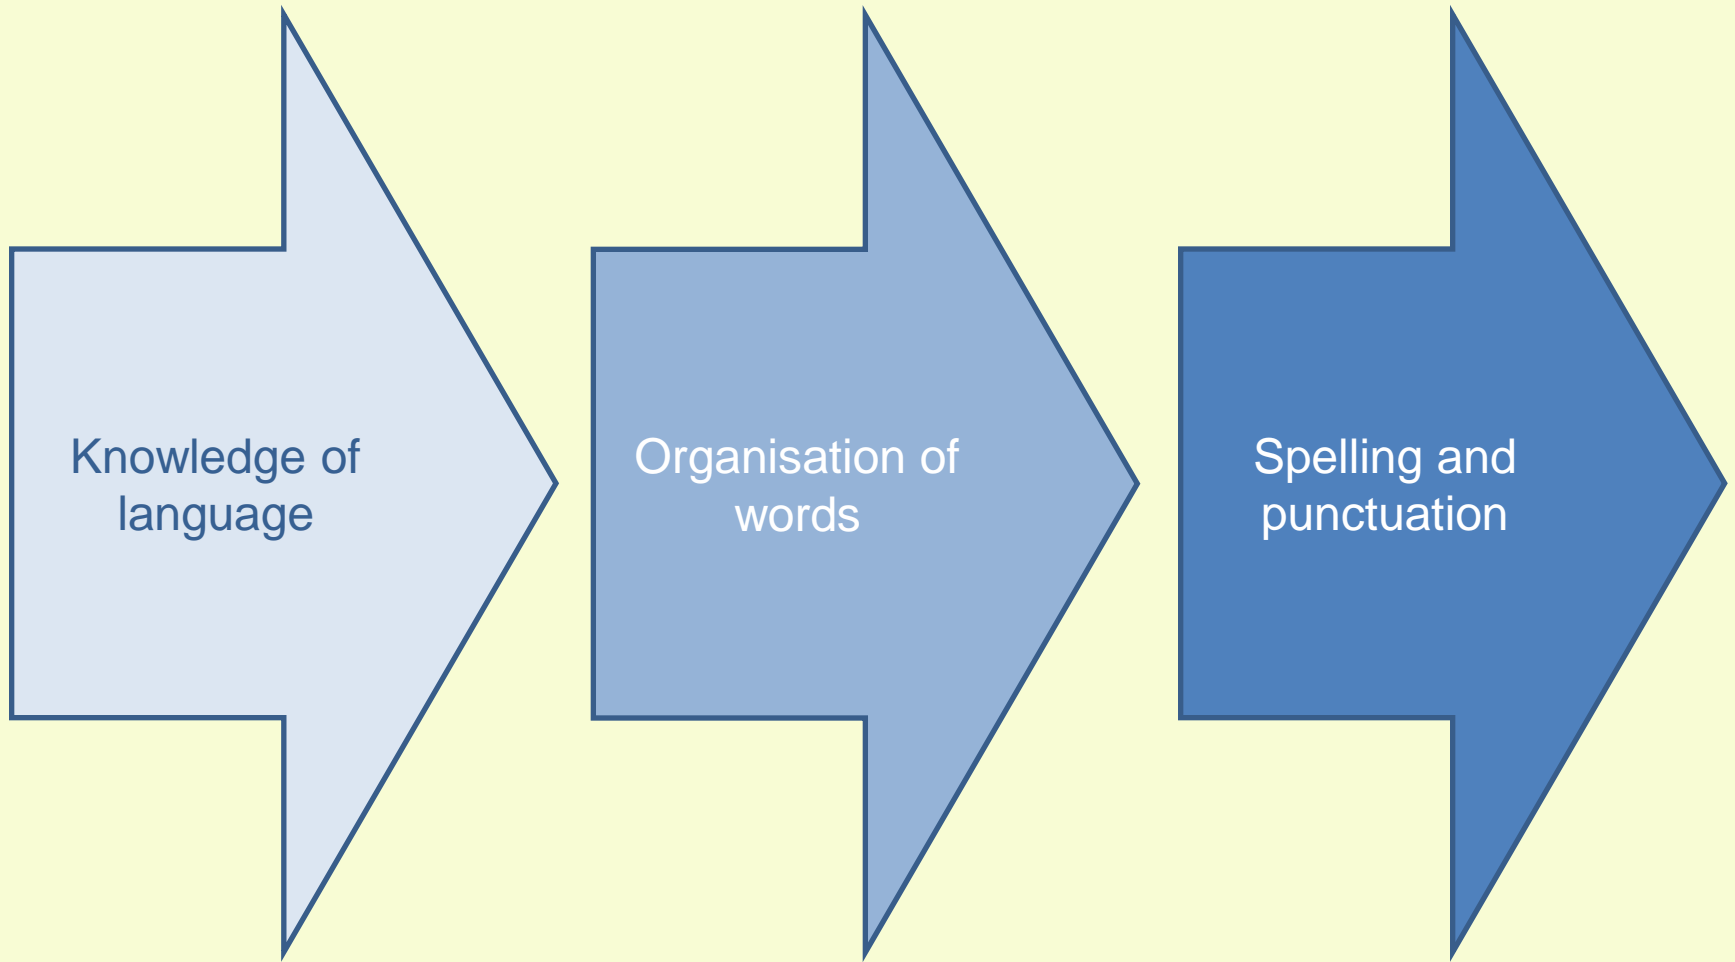 Knowledge of
language
Organisation of
words
Spelling and
punctuation